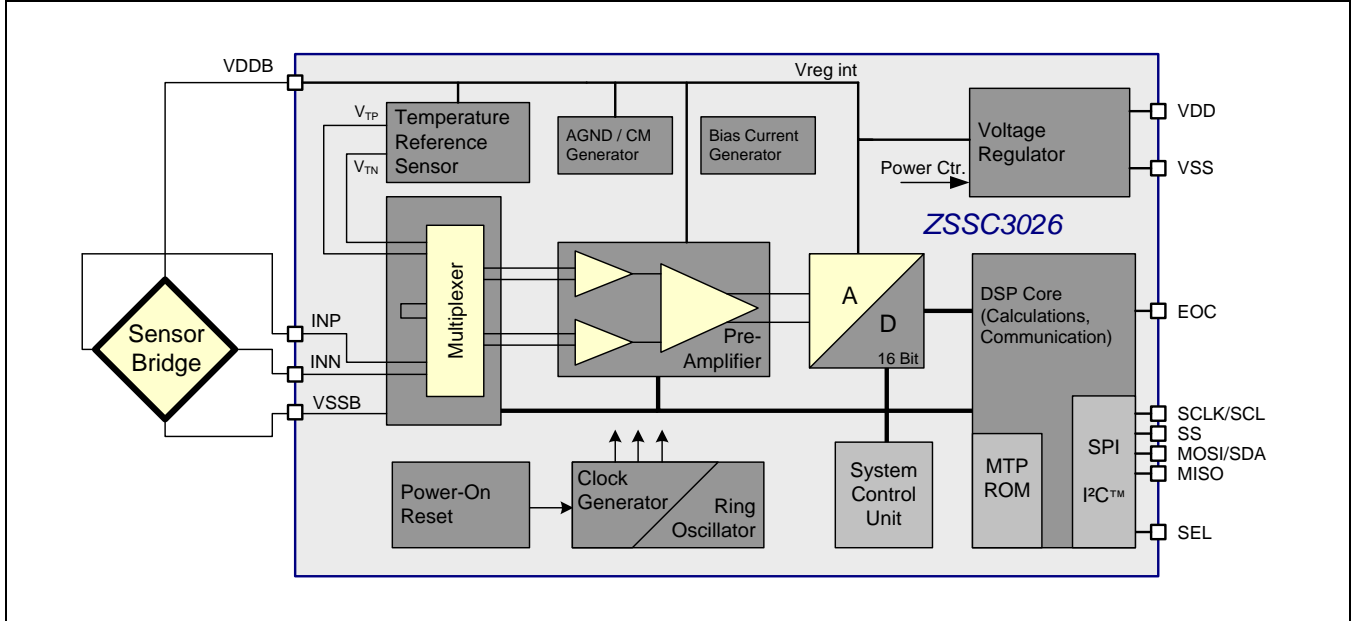 VDDB
Vreg int
VTP
VTN
Temperature
Reference
Sensor
AGND / CM
Generator
Bias Current
Generator
Voltage
Regulator
VDD
VSS
Power Ctr.
ZSSC3026
Multiplexer
Pre-
Amplifier
A
D
16 Bit
DSP Core
(Calculations,
Communication)
EOC
Sensor
Bridge
INP
INN
VSSB
SCLK/SCL
SS
MOSI/SDA
MISO
SEL
Power-On
Reset
Clock
Generator
Ring
Oscillator
System
Control
Unit
MTP
ROM
SPI
I²C™